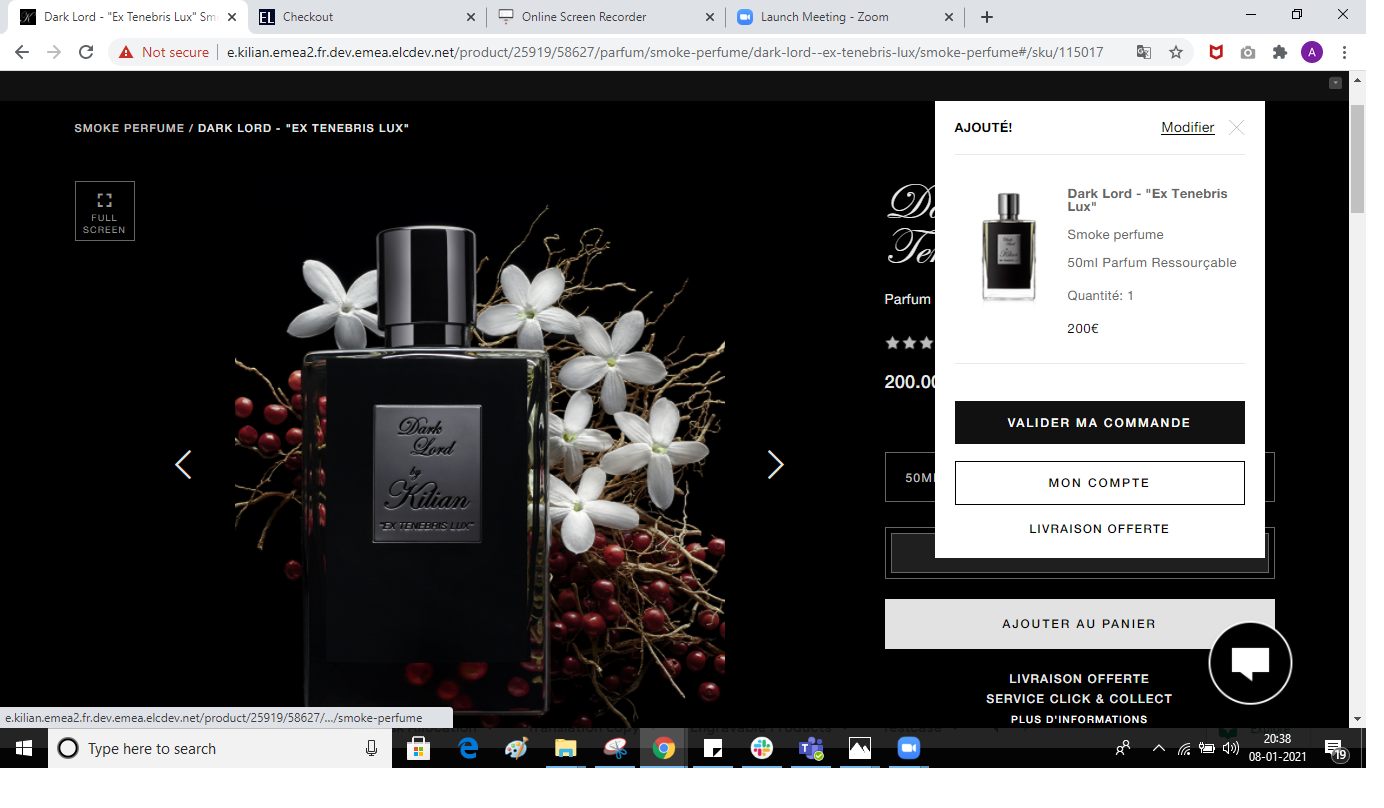 Dark Lord - "Ex Tenebris Lux" Sm
Checkout
Online Screen Recorder
Launch Meeting - Zoom
Not secure
e.kilian.emea2.fr.dev.emea.elcdev.net/product/25919/58627/parfum/smoke-perfume/dark-lord--ex-tenebris-lux/smoke-perfume#/sku/115017
A
SMOKE PERFUME / DARK LORD - "EX TENEBRIS LUX"
FULL
SCREEN
Dark
Lord
by
Kilian
"EX TENEBRIS LUX"
Parfum
200.00
50ML
AJOUTÉ!
Modifier
Dark Lord - "Ex Tenebris
Lux"
Smoke perfume
50ml Parfum Ressourçable
Quantité: 1
200€
VALIDER MA COMMANDE
MON COMPTE
LIVRAISON OFFERTE
AJOUTER AU PANIER
LIVRAISON OFFERTE
SERVICE CLICK & COLLECT
PLUS D'INFORMATIONS
e.kilian.emea2.fr.dev.emea.elcdev.net/product/25919/58627/.../smoke-perfume
Type here to search
20:38
08-01-2021
19